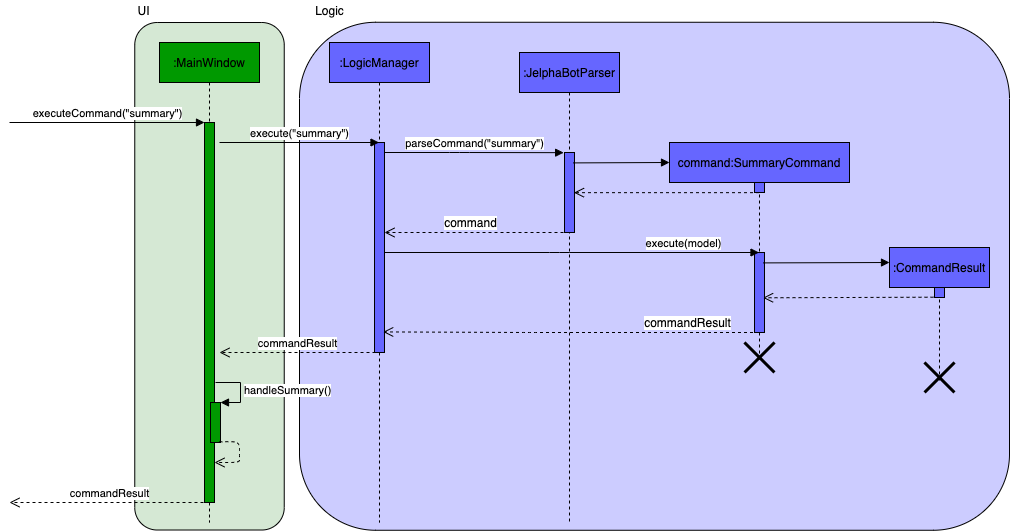 UI
Logic
:MainWindow
:LogicManager
:JelphaBotParser
executeCommand("summary")
execute("summary")
parseCommand("summary")
command:SummaryCommand
command
execute(model)
:CommandResult
commandResult
commandResult
handleSummary()
commandResult